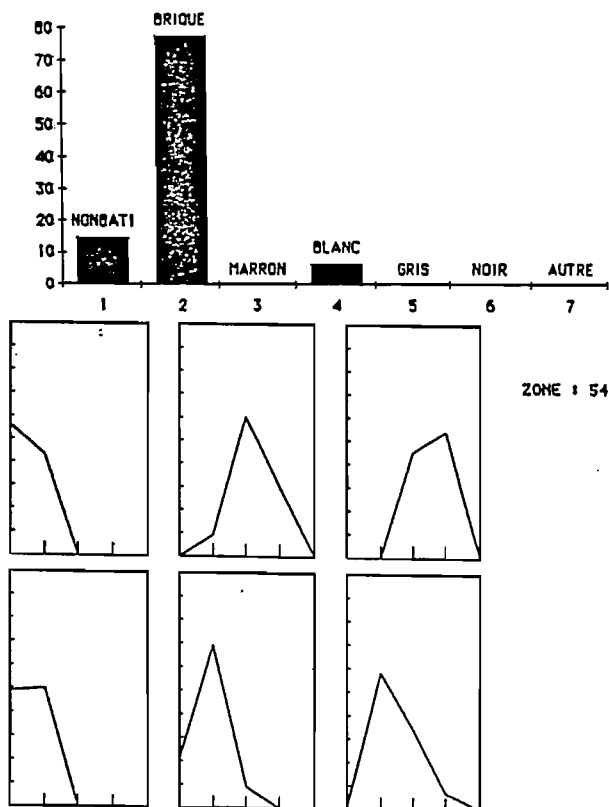 BRIQUE
80
70
60
50
40
30
20
10
0
NONBATI
MARRON
BLANC
GRIS
NOIR
AUTRE
1 2 3 4 5 6 7
ZONE : 54